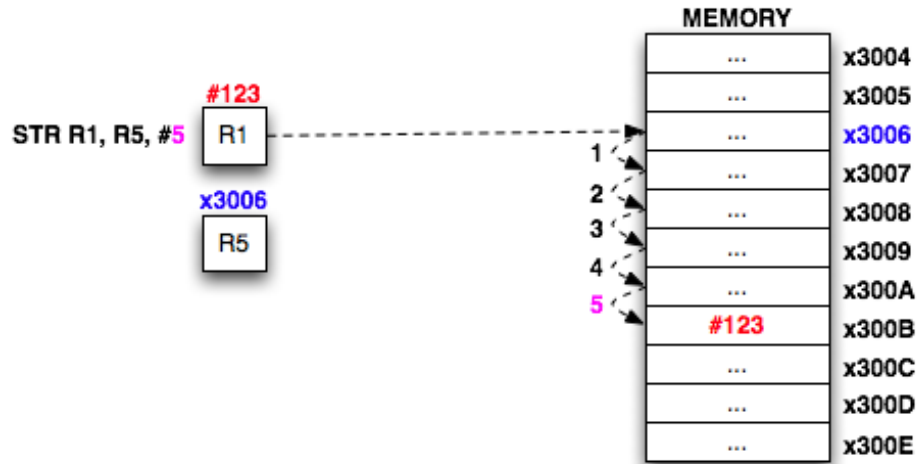 MEMORY
... x3004
... x3005
#123
STR R1, R5, #5 R1 ... x3006
1
... x3007
x3006
2
... x3008
R5
3
... x3009
4
... x300A
5
#123 x300B
... x300C
... x300D
... x300E